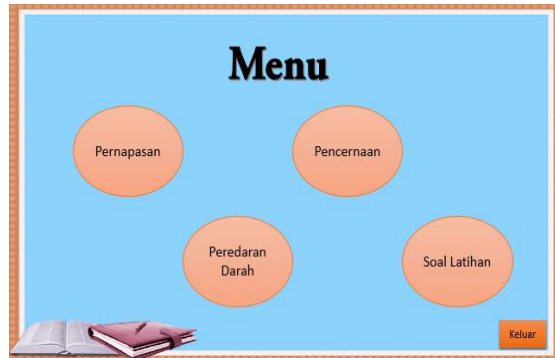 Menu
Pernapasan
Pencernaan
Peredaran
Darah
Soal Latihan
Keluar